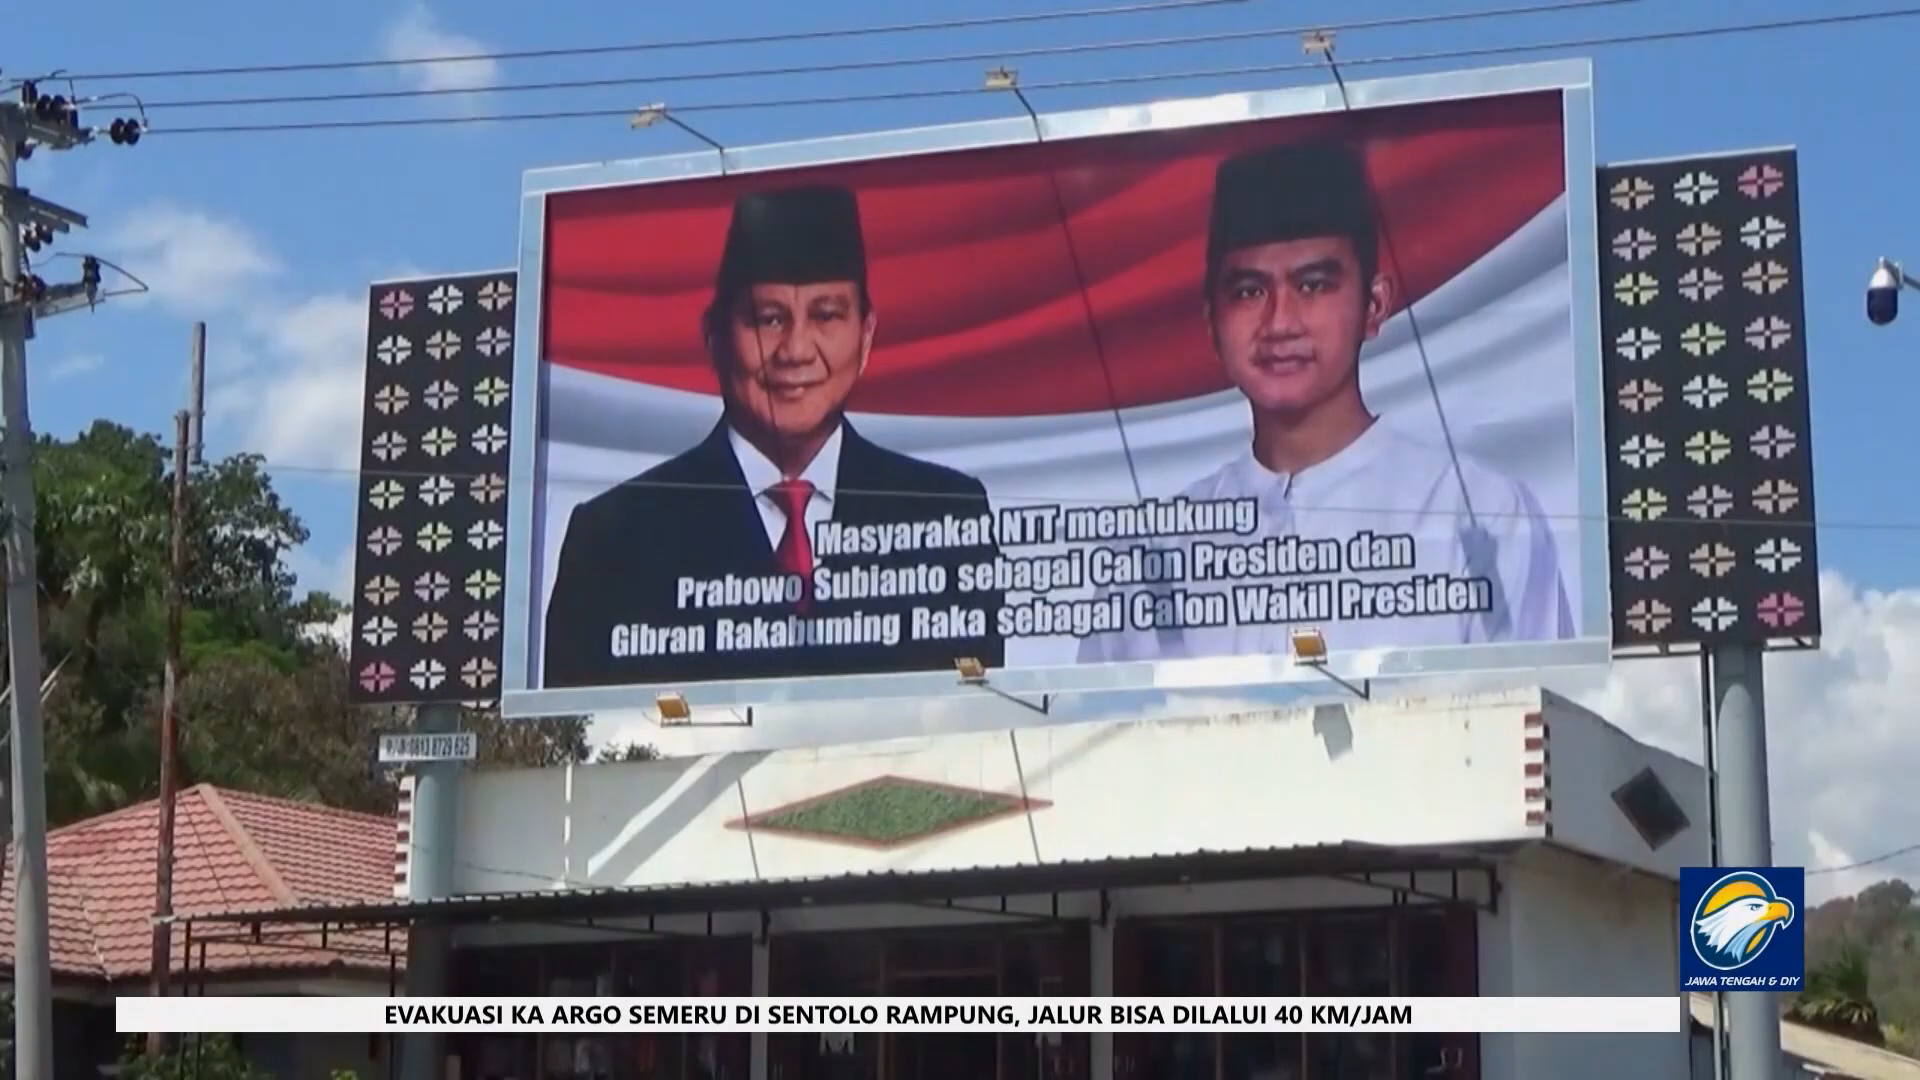 Masyarakat NTT mendukung
Prabowo Subianto sebagai Calon Presiden dan
Gibran Rakabuming Raka sebagai Calon Wakil Presiden
JAWA TENGAH & DIY
EVAKUASI KA ARGO SEMERU DI SENTOLO RAMPUNG, JALUR BISA DILALUI 40 KM/JAM